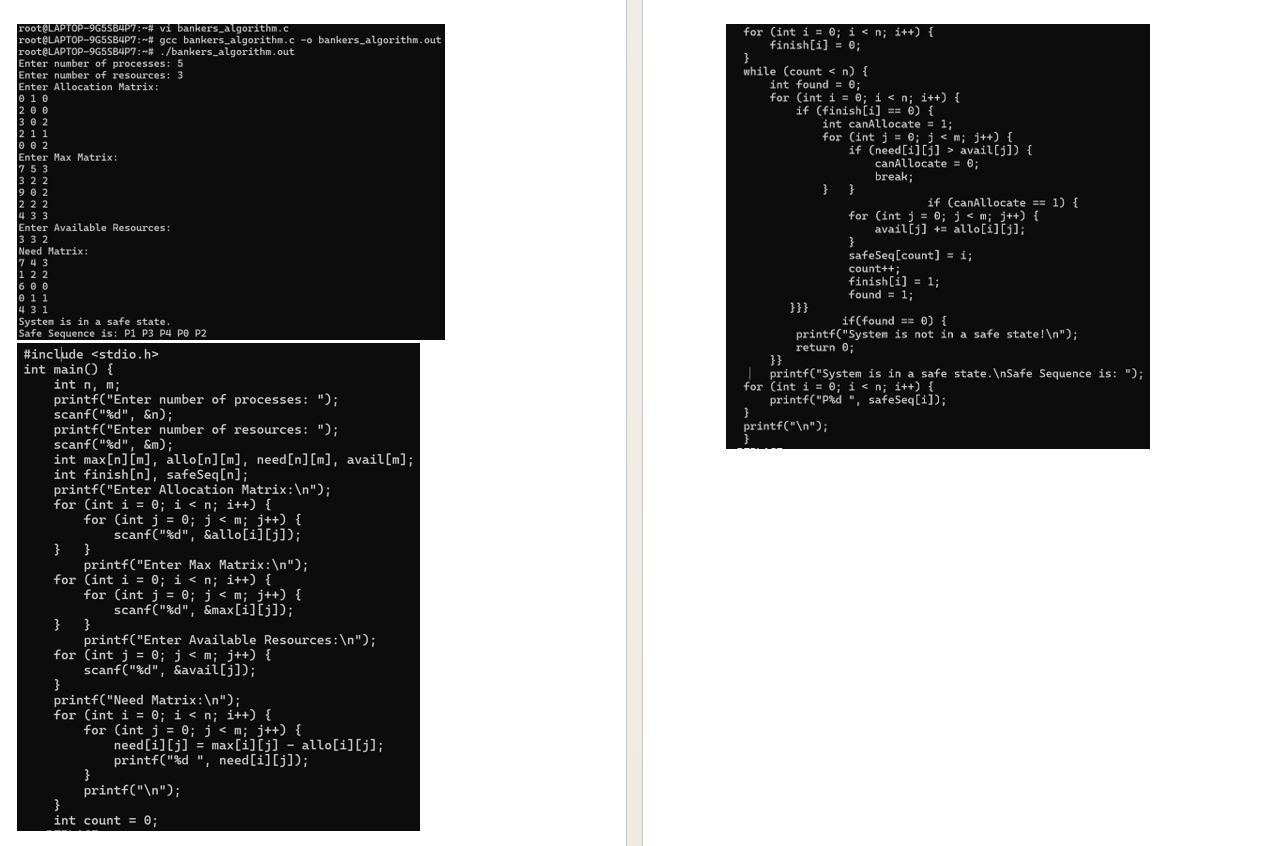 root@LAPTOP-9G5SB4P7:~# vi bankers_algorithm.c
root@LAPTOP-9G5SB4P7:~# gcc bankers_algorithm.c -o bankers_algorithm.out
root@LAPTOP-9G5SB4P7:~# ./bankers_algorithm.out
Enter number of processes: 5
Enter number of resources: 3
Enter Allocation Matrix:
0 1 0
2 0 0
3 0 2
2 1 1
0 0 2
Enter Max Matrix:
7 5 3
3 2 2
9 0 2
2 2 2
4 3 3
Enter Available Resources:
3 3 2
Need Matrix:
7 4 3
1 2 2
6 0 0
0 1 1
4 3 1
System is in a safe state.
Safe Sequence is: P1 P3 P4 P0 P2
#include <stdio.h>
int main() {
    int n, m;
    printf("Enter number of processes: ");
    scanf("%d", &n);
    printf("Enter number of resources: ");
    scanf("%d", &m);
    int max[n][m], allo[n][m], need[n][m], avail[m];
    int finish[n], safeSeq[n];
    printf("Enter Allocation Matrix:\n");
    for (int i = 0; i < n; i++) {
        for (int j = 0; j < m; j++) {
            scanf("%d", &allo[i][j]);
    }   }
        printf("Enter Max Matrix:\n");
    for (int i = 0; i < n; i++) {
        for (int j = 0; j < m; j++) {
            scanf("%d", &max[i][j]);
    }   }
        printf("Enter Available Resources:\n");
    for (int j = 0; j < m; j++) {
        scanf("%d", &avail[j]);
    }
    printf("Need Matrix:\n");
    for (int i = 0; i < n; i++) {
        for (int j = 0; j < m; j++) {
            need[i][j] = max[i][j] - allo[i][j];
            printf("%d ", need[i][j]);
        }
        printf("\n");
    }
    int count = 0;
for (int i = 0; i < n; i++) {
    finish[i] = 0;
}
while (count < n) {
    int found = 0;
    for (int i = 0; i < n; i++) {
        if (finish[i] == 0) {
            int canAllocate = 1;
            for (int j = 0; j < m; j++) {
                if (need[i][j] > avail[j]) {
                    canAllocate = 0;
                    break;
            }   }
                            if (canAllocate == 1) {
                for (int j = 0; j < m; j++) {
                    avail[j] += allo[i][j];
                }
                safeSeq[count] = i;
                count++;
                finish[i] = 1;
                found = 1;
       }}}
               if(found == 0) {
        printf("System is not in a safe state!\n");
        return 0;
    }}
    printf("System is in a safe state.\nSafe Sequence is: ");
for (int i = 0; i < n; i++) {
    printf("P%d ", safeSeq[i]);
}
printf("\n");
}